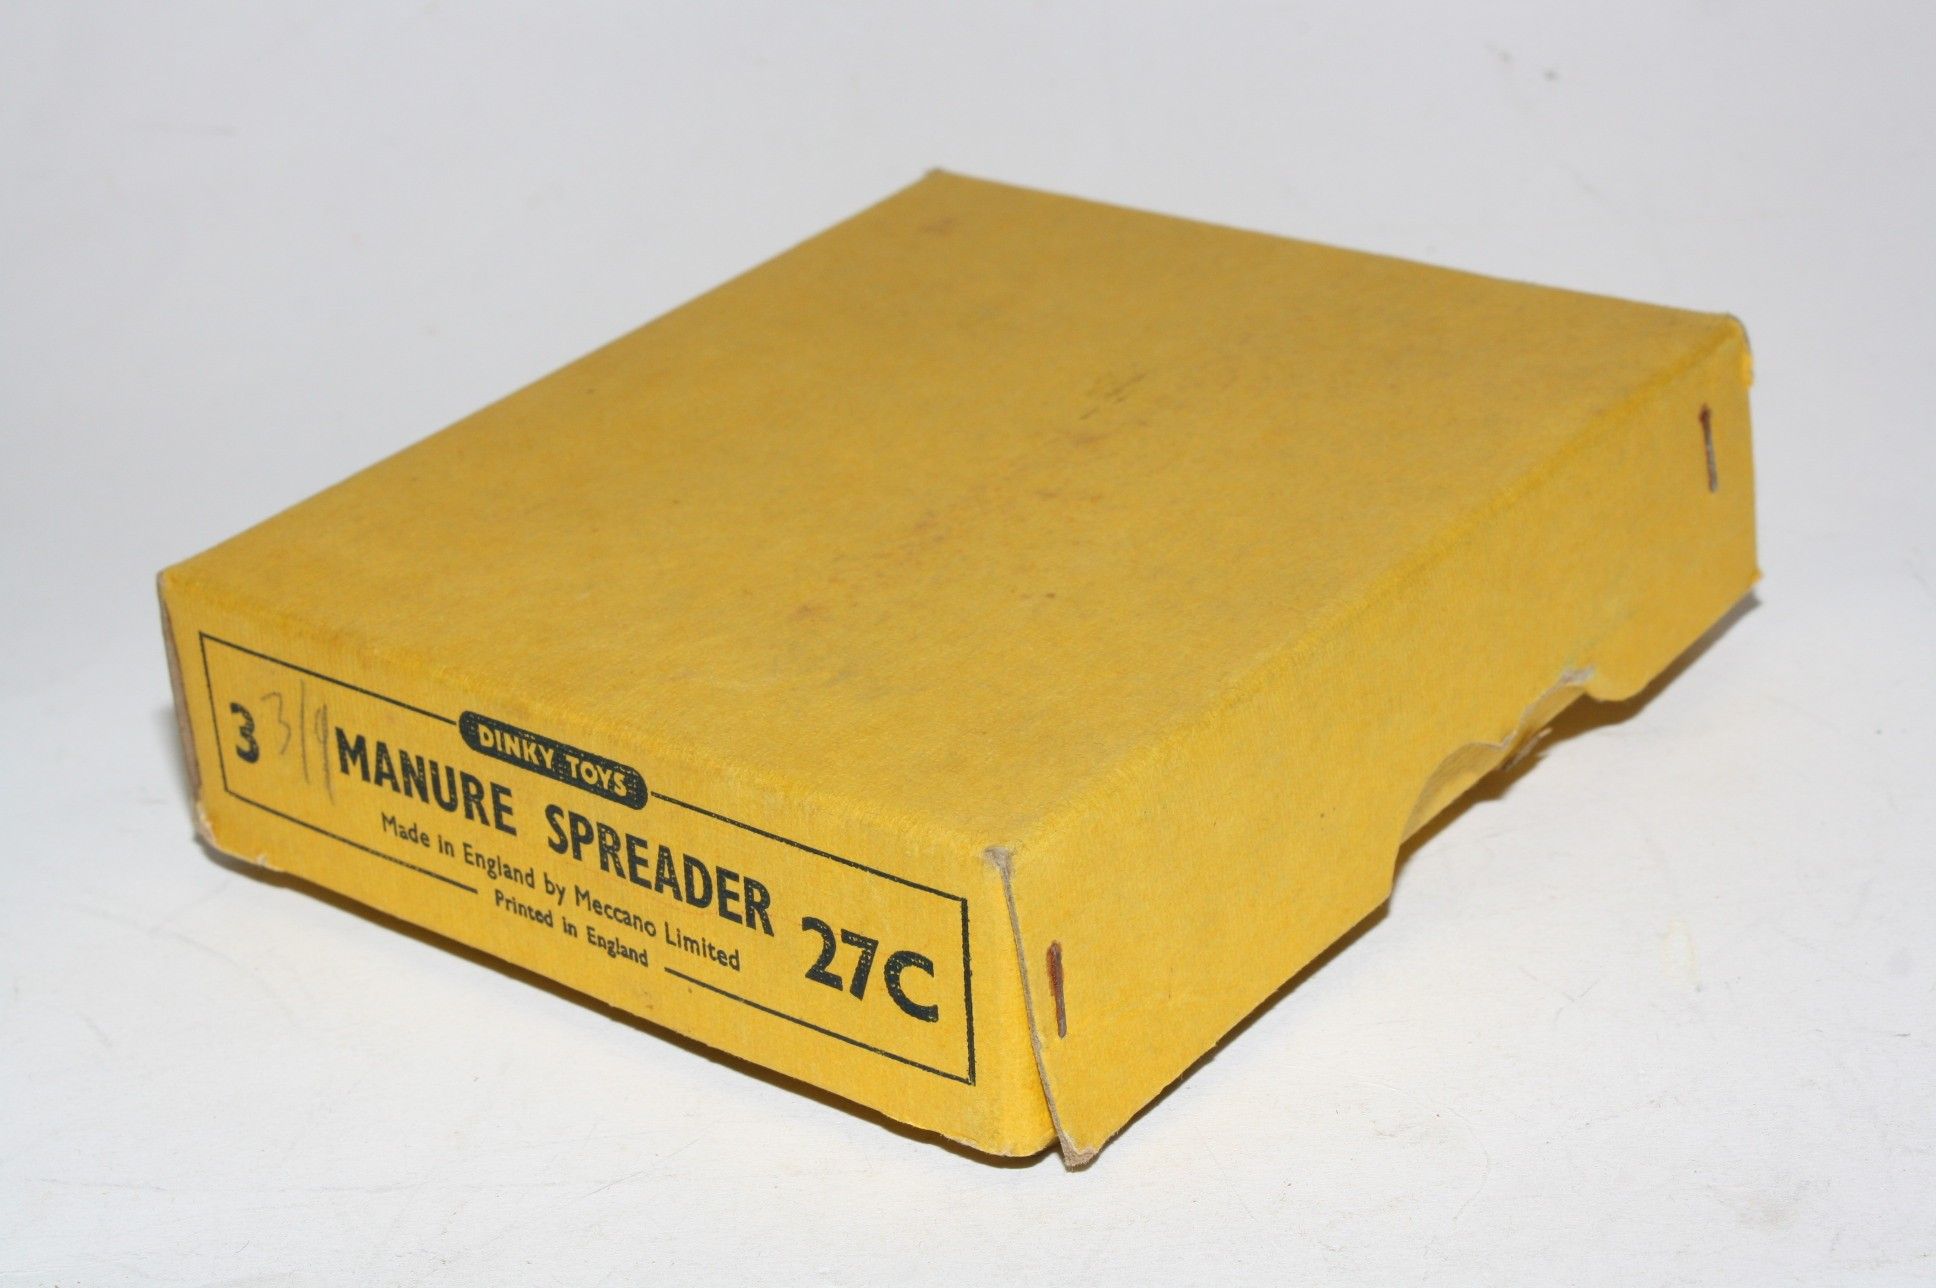 DINKY TOYS
3 3/9 MANURE SPREADER 27C
Made in England by Meccano Limited
Printed in England